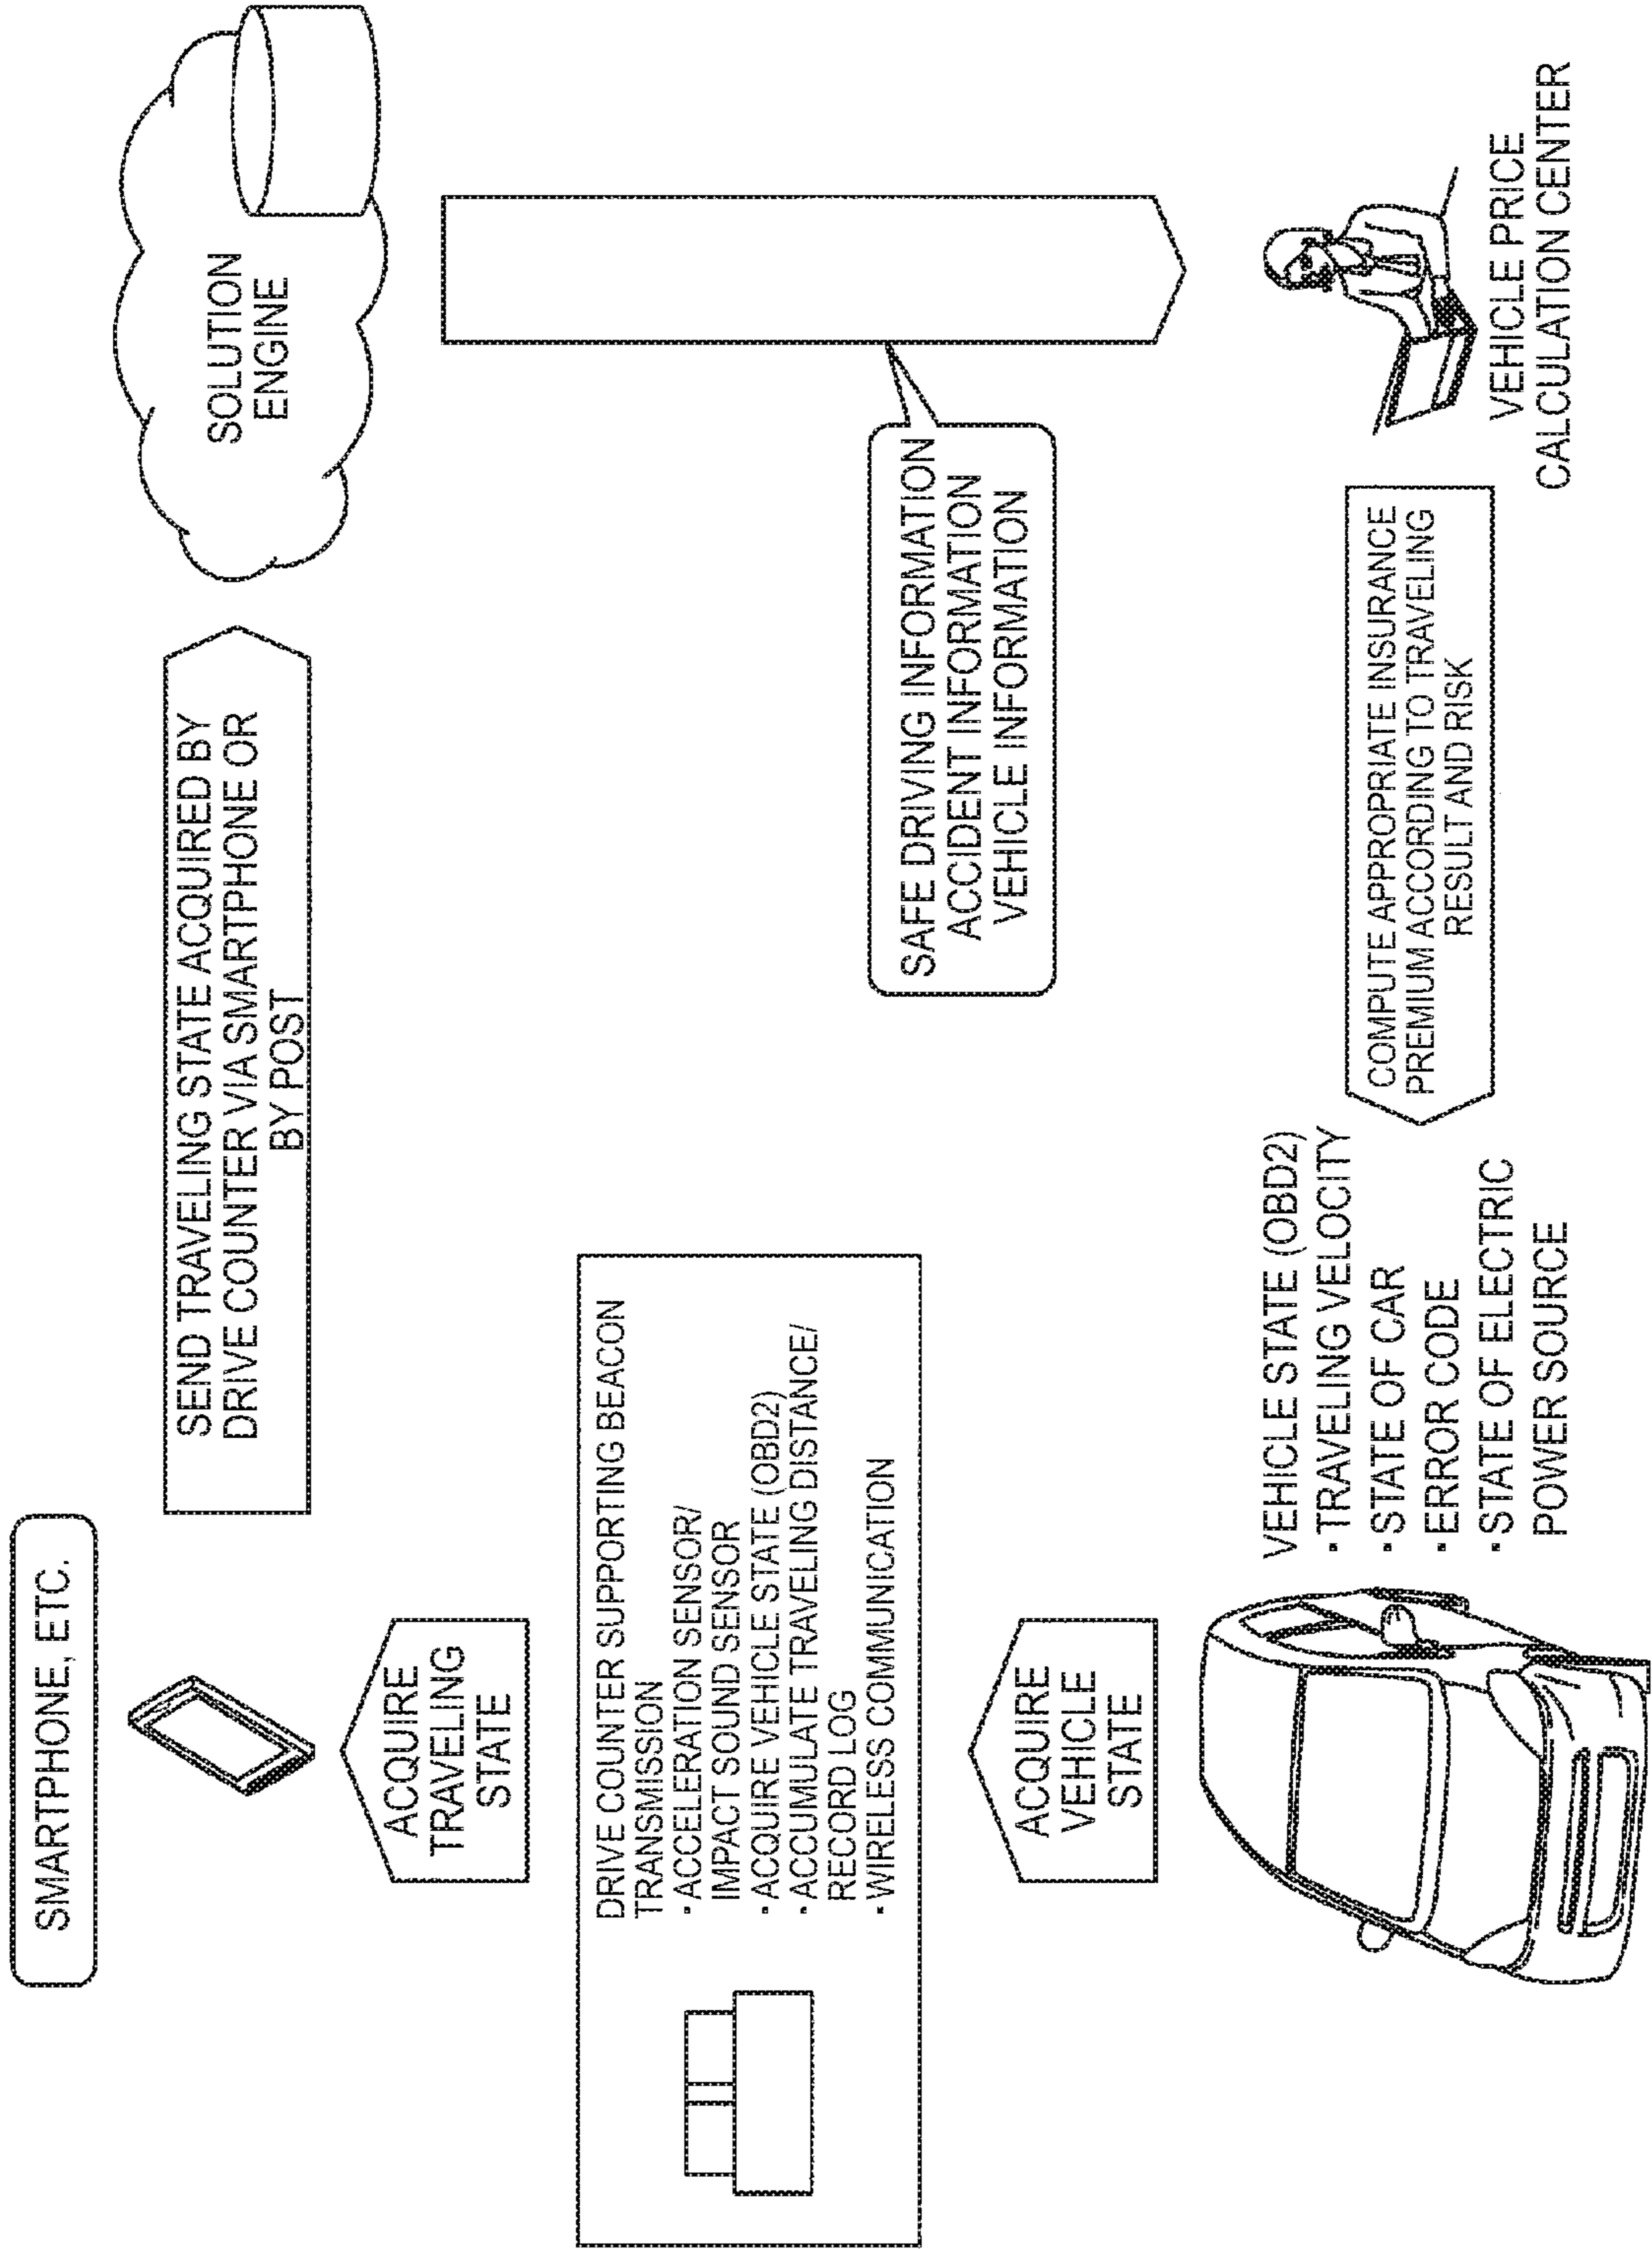 SMARTPHONE, ETC.
SEND TRAVELING STATE ACQUIRED BY
DRIVE COUNTER VIA SMARTPHONE OR
BY POST
SOLUTION
ENGINE
ACQUIRE
TRAVELING
STATE
DRIVE COUNTER SUPPORTING BEACON
TRANSMISSION
• ACCELERATION SENSOR/
IMPACT SOUND SENSOR
• ACQUIRE VEHICLE STATE (OBD2)
• ACCUMULATE TRAVELING DISTANCE/
RECORD LOG
• WIRELESS COMMUNICATION
SAFE DRIVING INFORMATION
ACCIDENT INFORMATION
VEHICLE INFORMATION
ACQUIRE
VEHICLE
STATE
VEHICLE STATE (OBD2)
• TRAVELING VELOCITY
• STATE OF CAR
• ERROR CODE
• STATE OF ELECTRIC
POWER SOURCE
COMPUTE APPROPRIATE INSURANCE
PREMIUM ACCORDING TO TRAVELING
RESULT AND RISK
VEHICLE PRICE
CALCULATION CENTER